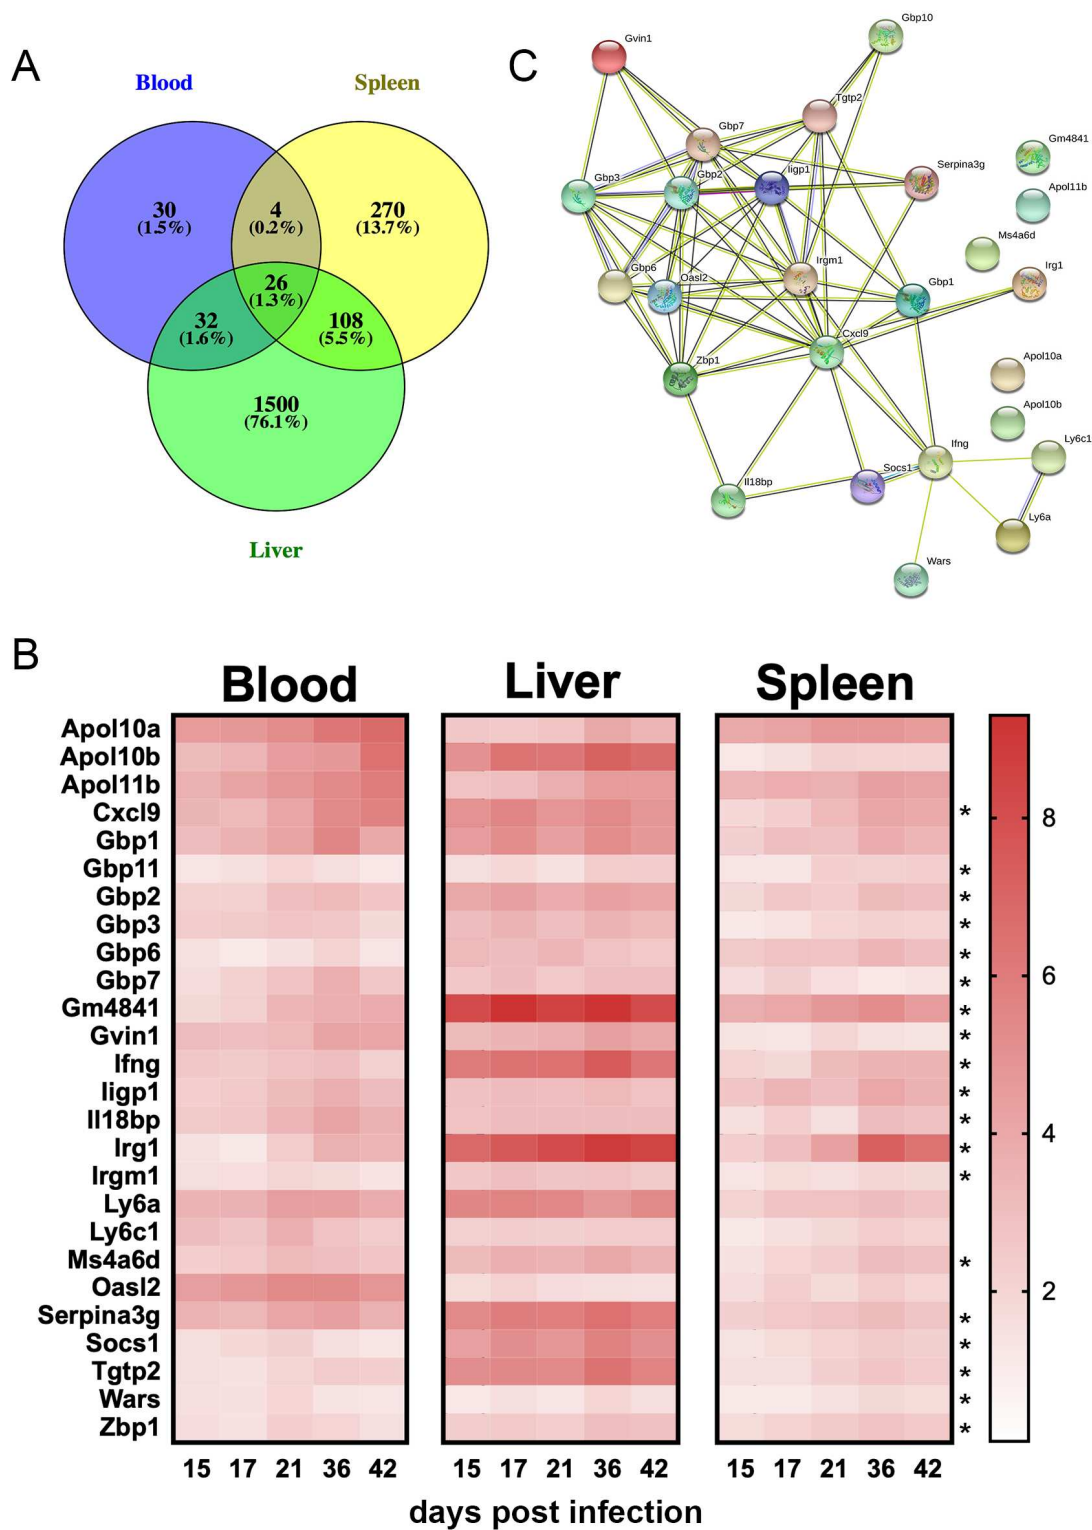 A
Blood
Spleen
30
(1.5%)
4
(0.2%)
270
(13.7%)
26
(1.3%)
32
(1.6%)
108
(5.5%)
1500
(76.1%)
Liver
C
Gbp10
Gvin1
Tgtp2
Gbp7
Gm4841
Iigp1
Serpina3g
Gbp3
Gbp2
Apol11b
Ms4a6d
Irgm1
Irg1
Gbp6
Oasl2
Gbp1
Cxcl9
Zbp1
Apol10a
Apol10b
Ifng
Ly6c1
Socs1
Il18bp
Ly6a
Wars
B
Blood
Liver
Spleen
Apol10a
Apol10b
Apol11b
Cxcl9 *
Gbp1
Gbp11 *
Gbp2 *
Gbp3 *
Gbp6 *
Gbp7 *
Gm4841 *
Gvin1 *
Ifng *
Iigp1 *
Il18bp *
Irg1 *
Irgm1 *
Ly6a
Ly6c1
Ms4a6d *
Oasl2
Serpina3g *
Socs1 *
Tgtp2 *
Wars *
Zbp1 *
8
6
4
2
15 17 21 36 42 15 17 21 36 42 15 17 21 36 42
days post infection